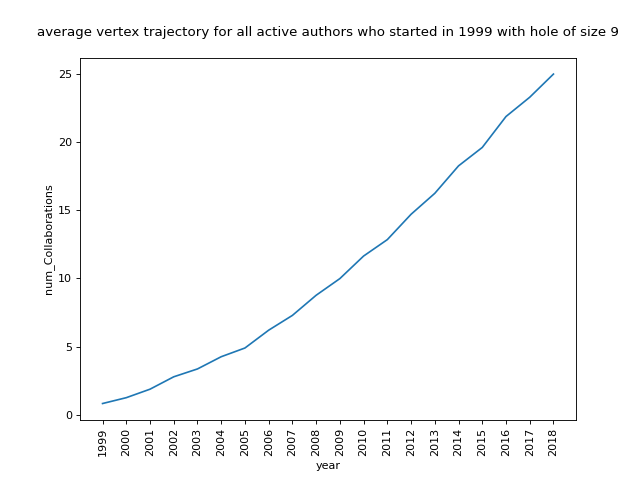 average vertex trajectory for all active authors who started in 1999 with hole of size 9
25
20
15
10
5
0
num_Collaborations
1999 2000 2001 2002 2003 2004 2005 2006 2007 2008 2009 2010 2011 2012 2013 2014 2015 2016 2017 2018
year